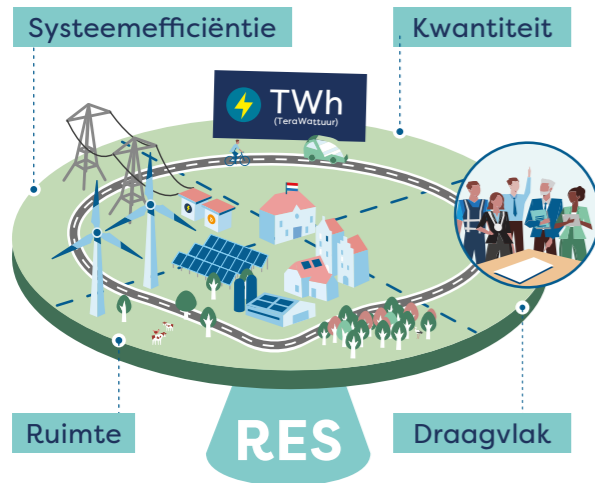 Systeemefficiëntie
Kwantiteit
TWh
(TeraWattuur)
Ruimte
RES
Draagvlak